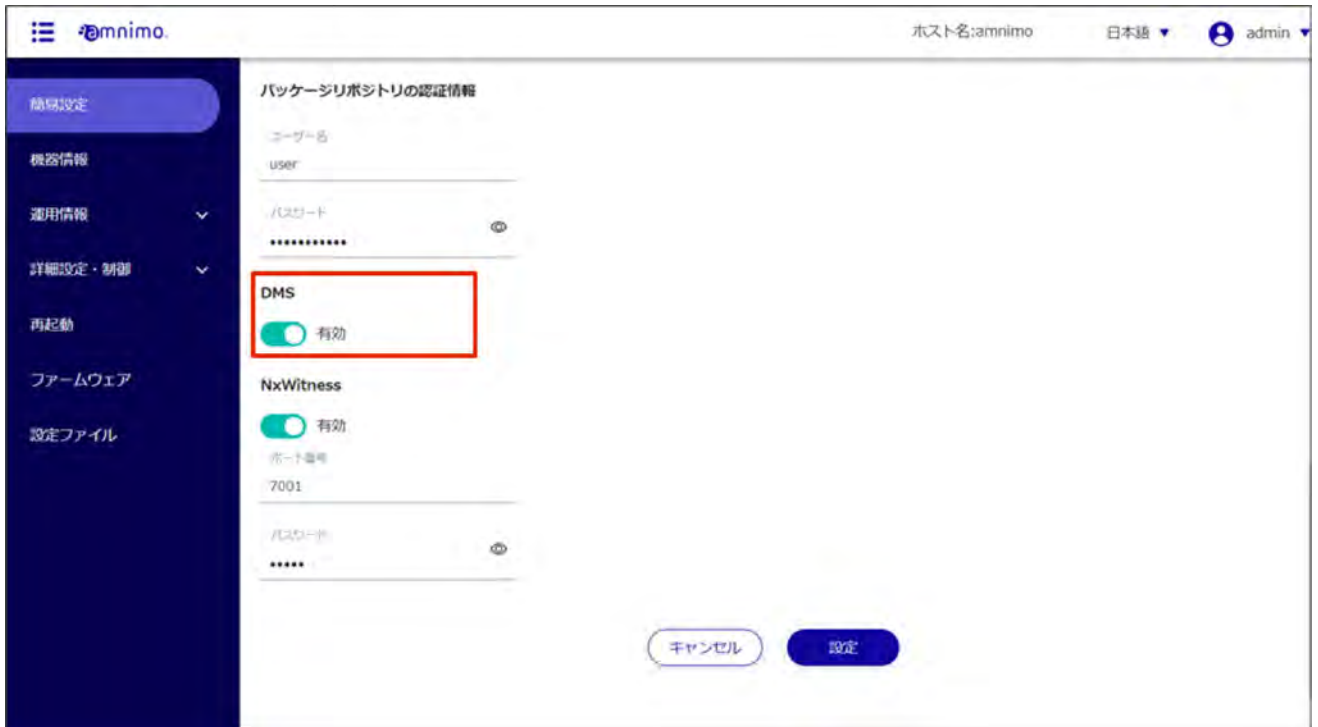 amnimo.
ホスト名:amnimo
日本語 ▼
admin ▼
簡易設定
機器情報
運用情報
詳細設定・制御
再起動
ファームウェア
設定ファイル
パッケージリポジトリの認証情報
ユーザー名
user
パスワード
•••••••••••
DMS
有効
NxWitness
有効
ポート番号
7001
パスワード
•••••
キャンセル
設定